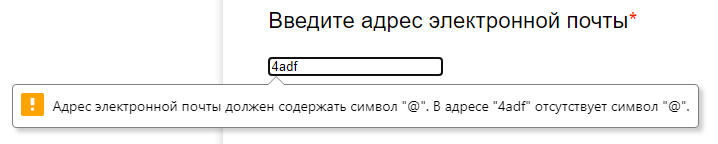 Введите адрес электронной почты*
4adf
Адрес электронной почты должен содержать символ "@". В адресе "4adf" отсутствует символ "@".